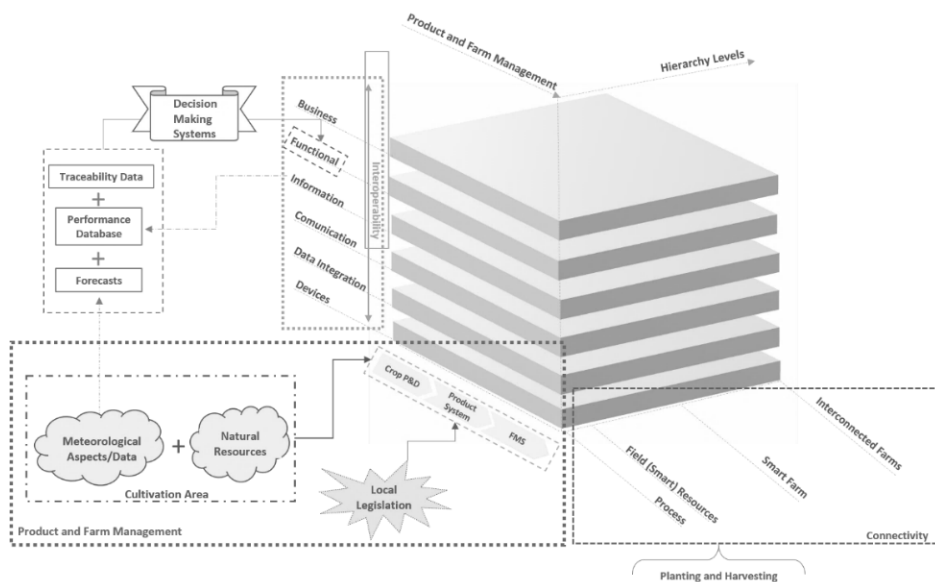 Product and Farm Management
Hierarchy Levels
Decision
Making
Systems
Business
Functional
Information
Comunication
Data Integration
Devices
Interoperability
Traceability Data
+
Performance
Database
+
Forecasts
Crop P&D
Product
System
FMS
Meteorological
Aspects/Data
+
Natural
Resources
Cultivation Area
Local
Legislation
Product and Farm Management
Interconnected Farms
Smart Farm
Field (Smart) Resources
Process
Connectivity
Planting and Harvesting